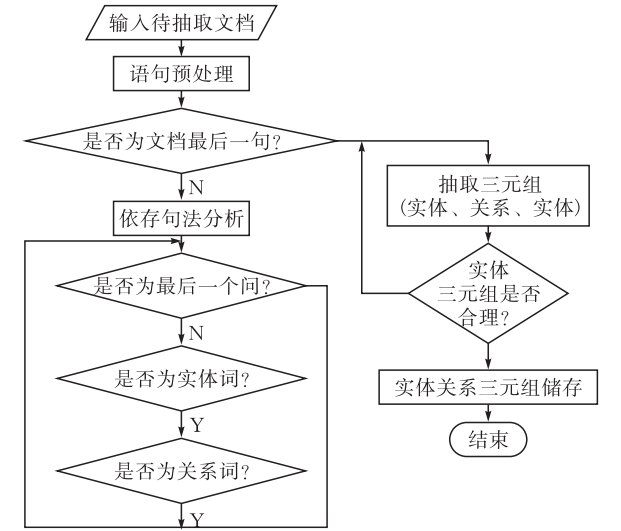 输入待抽取文档
语句预处理
是否为文档最后一句?
N
依存句法分析
是否为最后一个问?
N
是否为实体词?
Y
是否为关系词?
Y
抽取三元组
(实体、关系、实体)
实体
三元组是否
合理?
实体关系三元组储存
结束